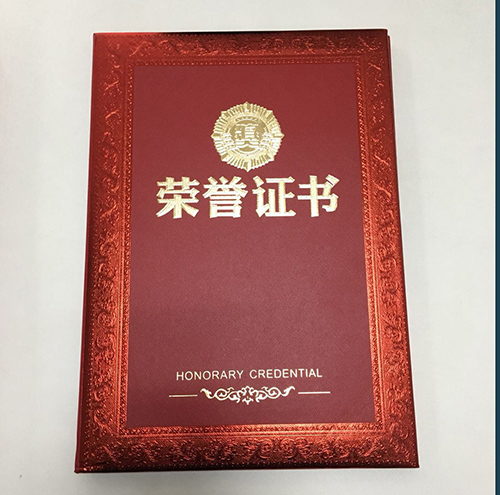 荣誉证书
HONORARY CREDENTIAL